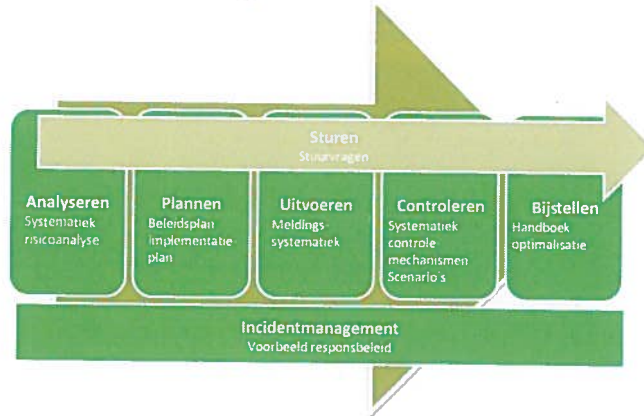 Sturen
Stuurvragen
Analyseren
Systematiek
risicoanalyse
Plannen
Beleidsplan
Implementatie-
plan
Uitvoeren
Meldings-
systematiek
Controleren
Systematiek
controle-
mechanismen
Scenario's
Bijstellen
Handboek
optimalisatie
Incidentmanagement
Voorbeeld responsbeleid